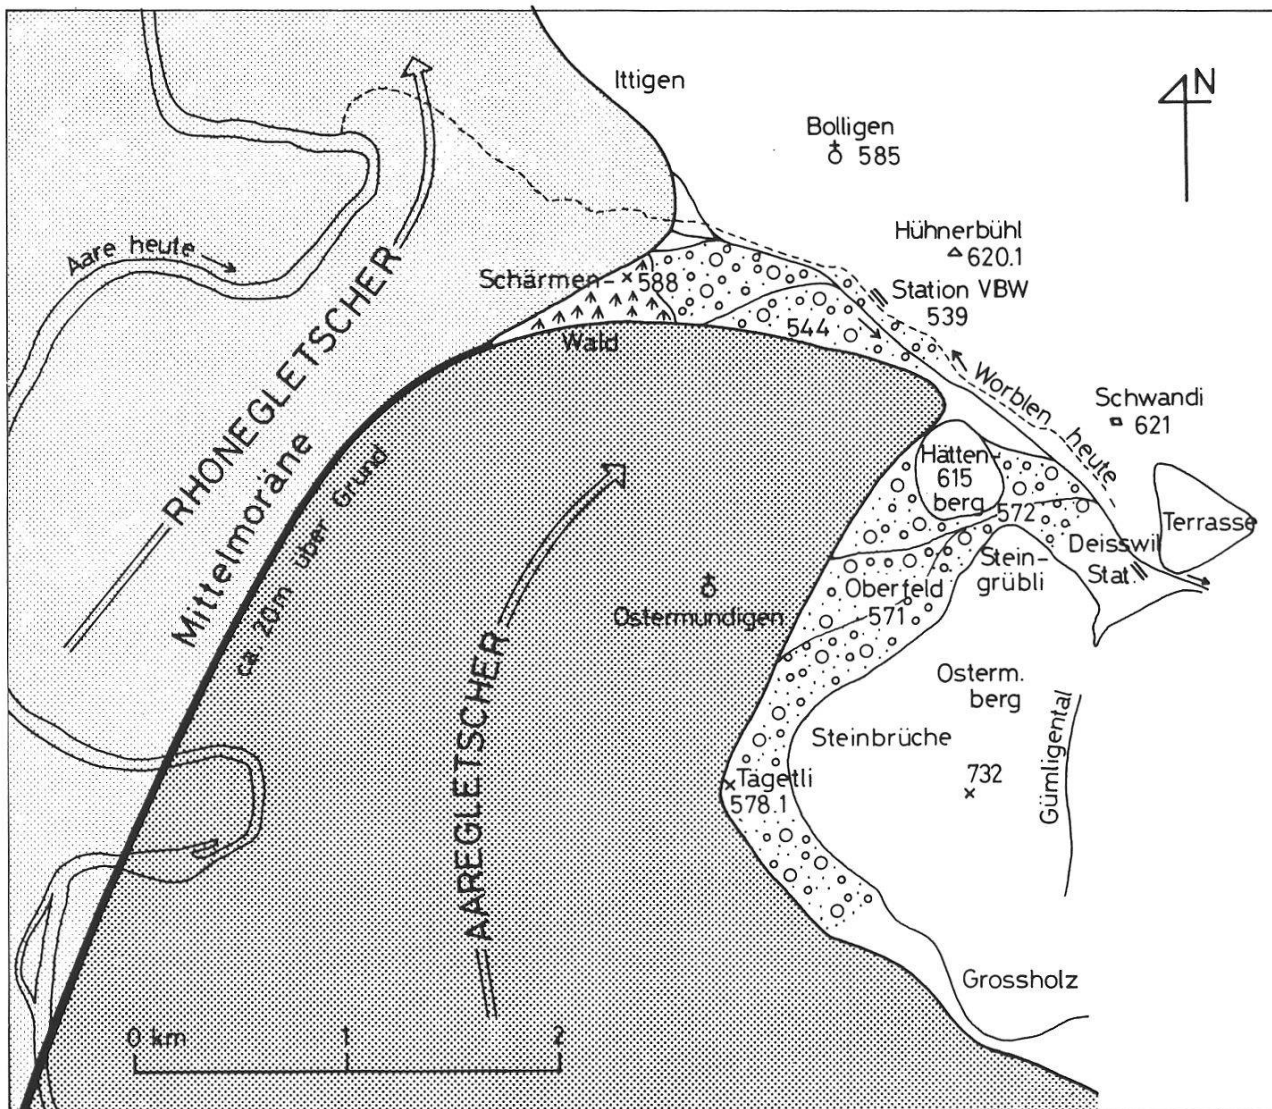 Ittigen
N
Bolligen
585
Aare heute
Hühnerbühl
620.1
Schärmen-
588
Station VBW
539
544
Wald
Worblen heute
Schwandi
621
RHONEGLETSCHER
Mittelmoräne
ca. 20m über Grund
Hätten-
615
berg
572
Terrasse
Deisswil
Stat.
Stein-
grübli
Oberfeld
571
Ostermundigen
Osterm.
berg
AAREGLETSCHER
Steinbrüche
Gümligental
Tägetli
578.1
732
Grossholz
0 km
1
2